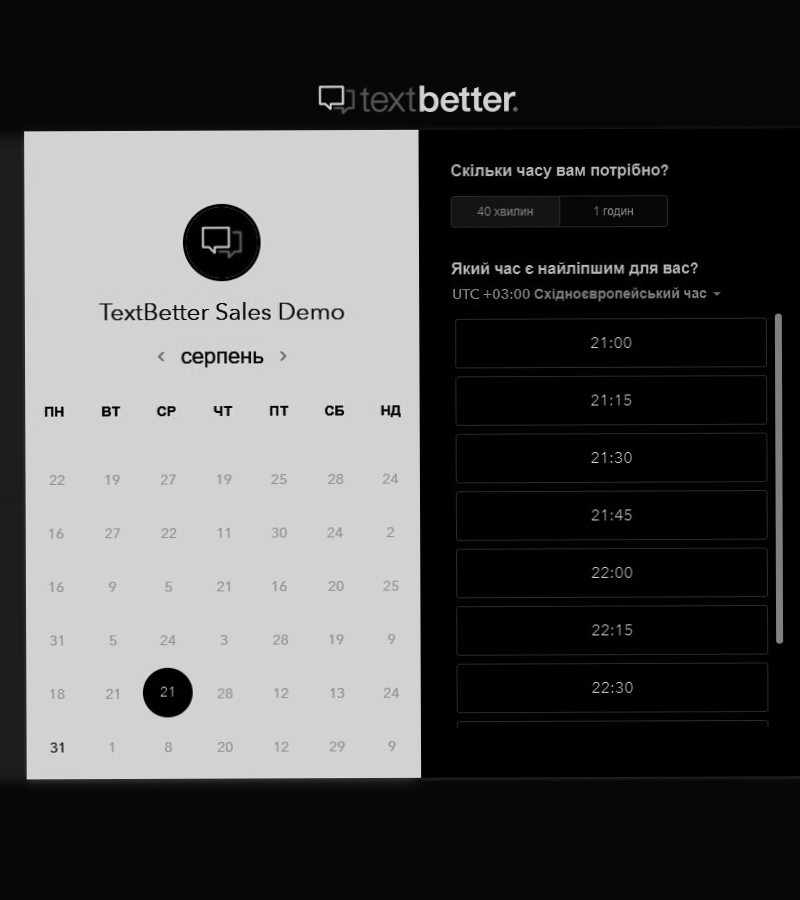 textbetter.
TextBetter Sales Demo
серпень
ПН ВТ СР ЧТ ПТ СБ НД
22 19 27 19 25 28 24
16 27 22 11 30 24 2
16 9 5 21 16 20 25
31 5 24 3 28 19 9
18 21 21 28 12 13 24
31 1 8 20 12 29 9
Скільки часу вам потрібно?
40 хвилин 1 годин
Який час є найліпшим для вас?
UTC +03:00 Східноєвропейський час
21:00
21:15
21:30
21:45
22:00
22:15
22:30